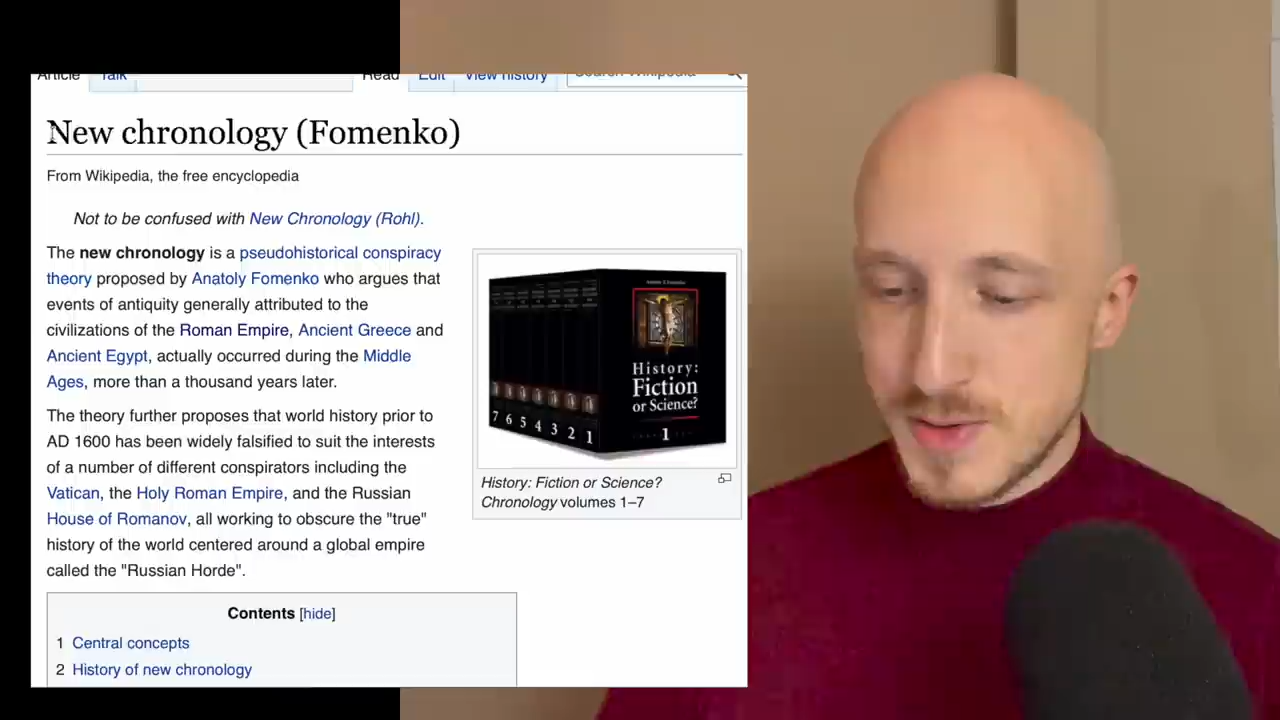 Article Talk Read Edit View history Search Wikipedia
New chronology (Fomenko)
From Wikipedia, the free encyclopedia
Not to be confused with New Chronology (Rohl).
The new chronology is a pseudohistorical conspiracy
theory proposed by Anatoly Fomenko who argues that
events of antiquity generally attributed to the
civilizations of the Roman Empire, Ancient Greece and
Ancient Egypt, actually occurred during the Middle
Ages, more than a thousand years later.
The theory further proposes that world history prior to
AD 1600 has been widely falsified to suit the interests
of a number of different conspirators including the
Vatican, the Holy Roman Empire, and the Russian
House of Romanov, all working to obscure the "true"
history of the world centered around a global empire
called the "Russian Horde".
History:
Fiction
or Science?
1
7 6 5 4 3 2 1
History: Fiction or Science?
Chronology volumes 1–7
Contents [hide]
1 Central concepts
2 History of new chronology